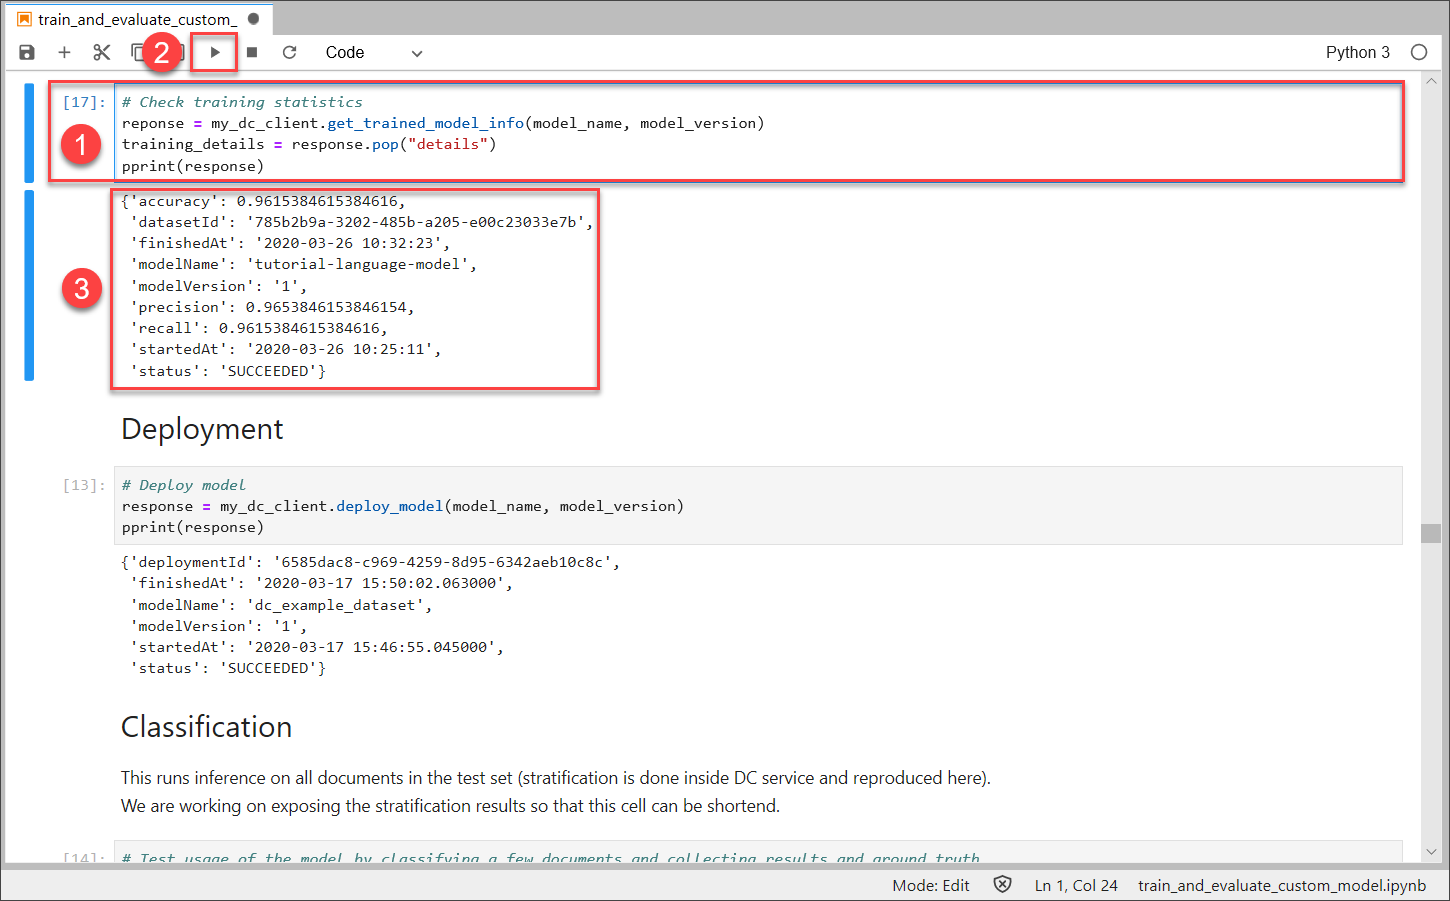 train_and_evaluate_custom_
2
Code
Python 3
[17]:
# Check training statistics
reponse = my_dc_client.get_trained_model_info(model_name, model_version)
1
training_details = response.pop("details")
pprint(response)
{'accuracy': 0.9615384615384616,
'datasetId': '785b2b9a-3202-485b-a205-e00c23033e7b',
'finishedAt': '2020-03-26 10:32:23',
'modelName': 'tutorial-language-model',
3
'modelVersion': '1',
'precision': 0.9653846153846154,
'recall': 0.9615384615384616,
'startedAt': '2020-03-26 10:25:11',
'status': 'SUCCEEDED'}
Deployment
[13]:
# Deploy model
response = my_dc_client.deploy_model(model_name, model_version)
pprint(response)
{'deploymentId': '6585dac8-c969-4259-8d95-6342aeb10c8c',
'finishedAt': '2020-03-17 15:50:02.063000',
'modelName': 'dc_example_dataset',
'modelVersion': '1',
'startedAt': '2020-03-17 15:46:55.045000',
'status': 'SUCCEEDED'}
Classification
This runs inference on all documents in the test set (stratification is done inside DC service and reproduced here).
We are working on exposing the stratification results so that this cell can be shortend.
[14]:
# Test usage of the model by classifying a few documents and collecting results and ground truth
Mode: Edit
Ln 1, Col 24
train_and_evaluate_custom_model.ipynb